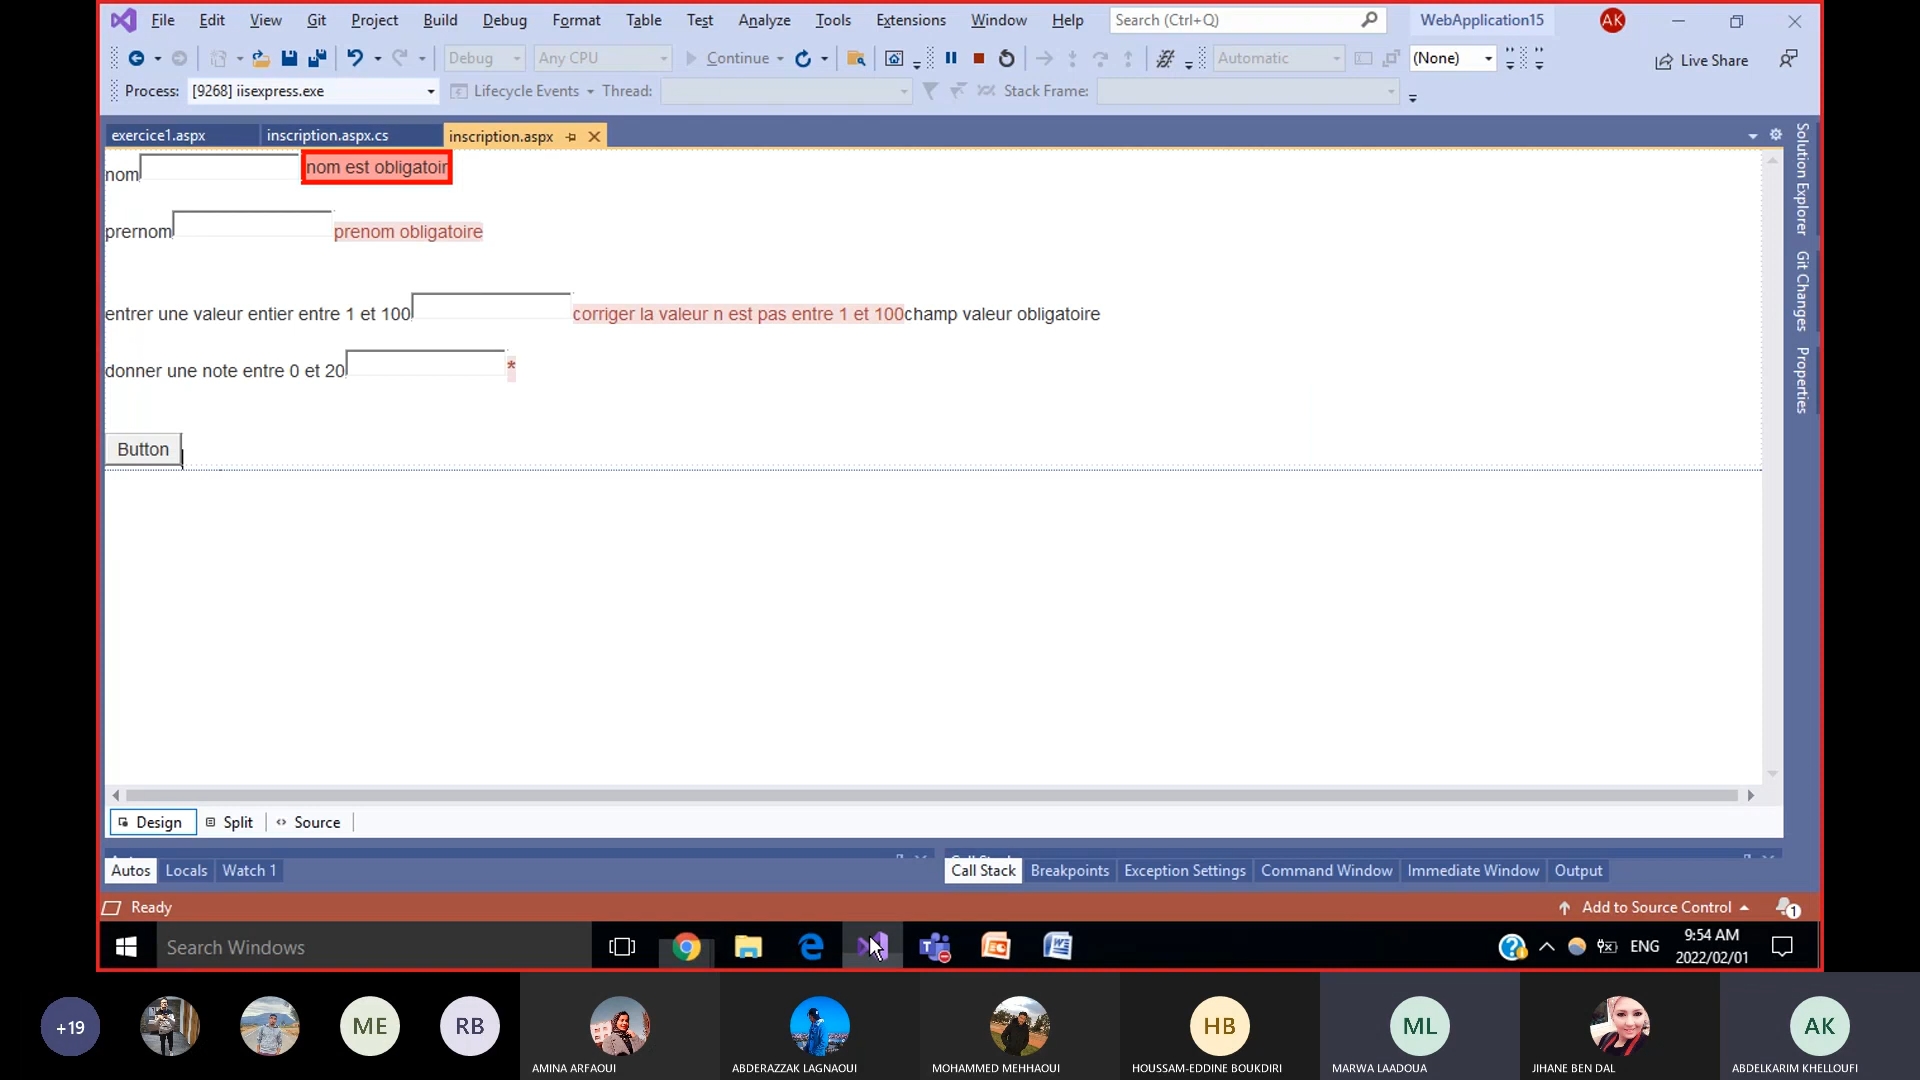 File Edit View Git Project Build Debug Format Table Test Analyze Tools Extensions Window Help Search (Ctrl+Q) WebApplication15 AK
Debug Any CPU Continue Automatic (None) Live Share
Process: [9268] iisexpress.exe Lifecycle Events Thread: Stack Frame:
exercice1.aspx inscription.aspx.cs inscription.aspx
nom nom est obligatoir
prernom prenom obligatoire
entrer une valeur entier entre 1 et 100 corriger la valeur n est pas entre 1 et 100champ valeur obligatoire
donner une note entre 0 et 20 *
Button
Solution Explorer
Git Changes
Properties
Design Split Source
Autos Locals Watch 1 Call Stack Breakpoints Exception Settings Command Window Immediate Window Output
Ready Add to Source Control 1
Search Windows ENG 9:54 AM
2022/02/01
+19 ME RB HB ML AK
AMINA ARFAOUI ABDERAZZAK LAGNAOUI MOHAMMED MEHHAOUI HOUSSAM-EDDINE BOUKDIRI MARWA LAADOUA JIHANE BEN DAL ABDELKARIM KHELLOUFI